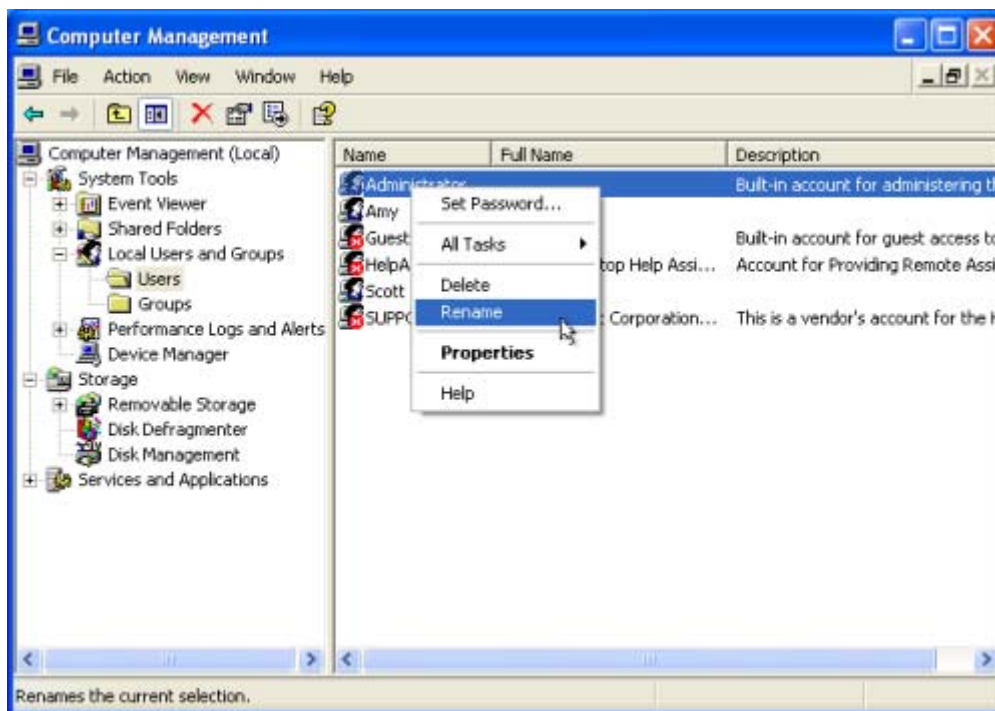 Computer Management
File Action View Window Help
Computer Management (Local)
System Tools
Event Viewer
Shared Folders
Local Users and Groups
Users
Groups
Performance Logs and Alerts
Device Manager
Storage
Removable Storage
Disk Defragmenter
Disk Management
Services and Applications
Name Full Name Description
Administrator Built-in account for administering th
Amy
Guest Built-in account for guest access to
HelpA top Help Assi... Account for Providing Remote Assi
Scott
SUPPO : Corporation... This is a vendor's account for the H
Set Password...
All Tasks
Delete
Rename
Properties
Help
Renames the current selection.